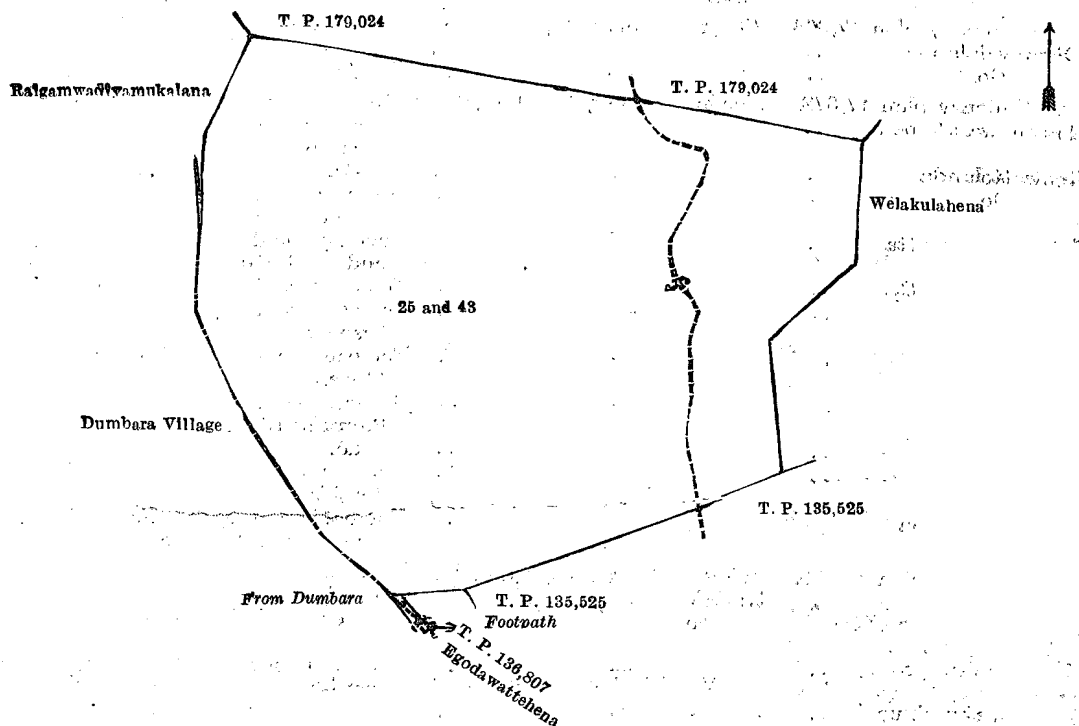 T. P. 179,024
Raigamwadiyamukalana
T. P. 179,024
Welakulahena
25 and 43
Dumbara Village
T. P. 135,525
From Dumbara
T. P. 135,525
Footpath
T. P. 136,807
Egodawattehena